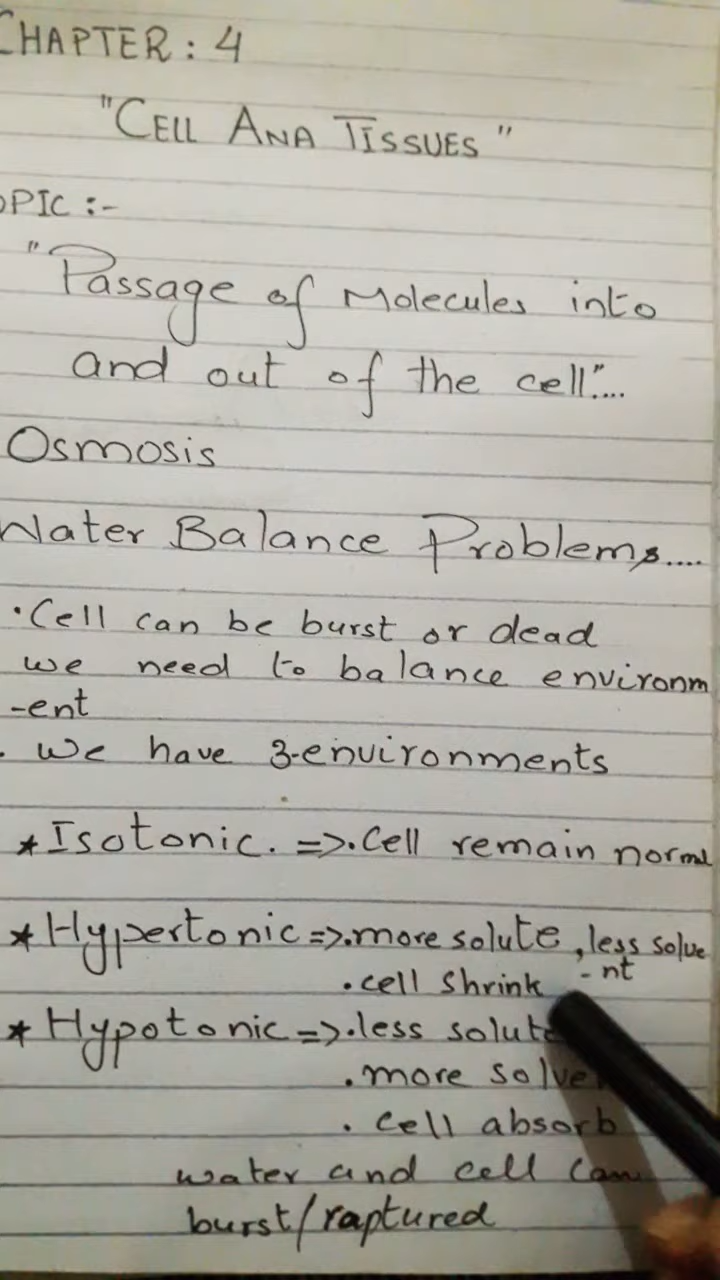 CHAPTER : 4
"CELL ANA TISSUES"
OPIC :-
"Passage of Molecules into
and out of the cell"....
Osmosis
Water Balance Problems....
• Cell can be burst or dead
we need to balance environm
-ent
• We have 3-environments
* Isotonic. =>. Cell remain normal
* Hypertonic =>. more solute, less solve
-nt
• cell shrink
* Hypotonic =>. less solute
• more solve
• cell absorb
water and cell can
burst/raptured